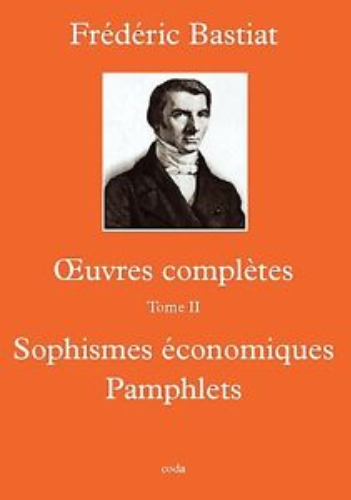 Frédéric Bastiat
Œuvres complètes
Tome II
Sophismes économiques
Pamphlets
coda